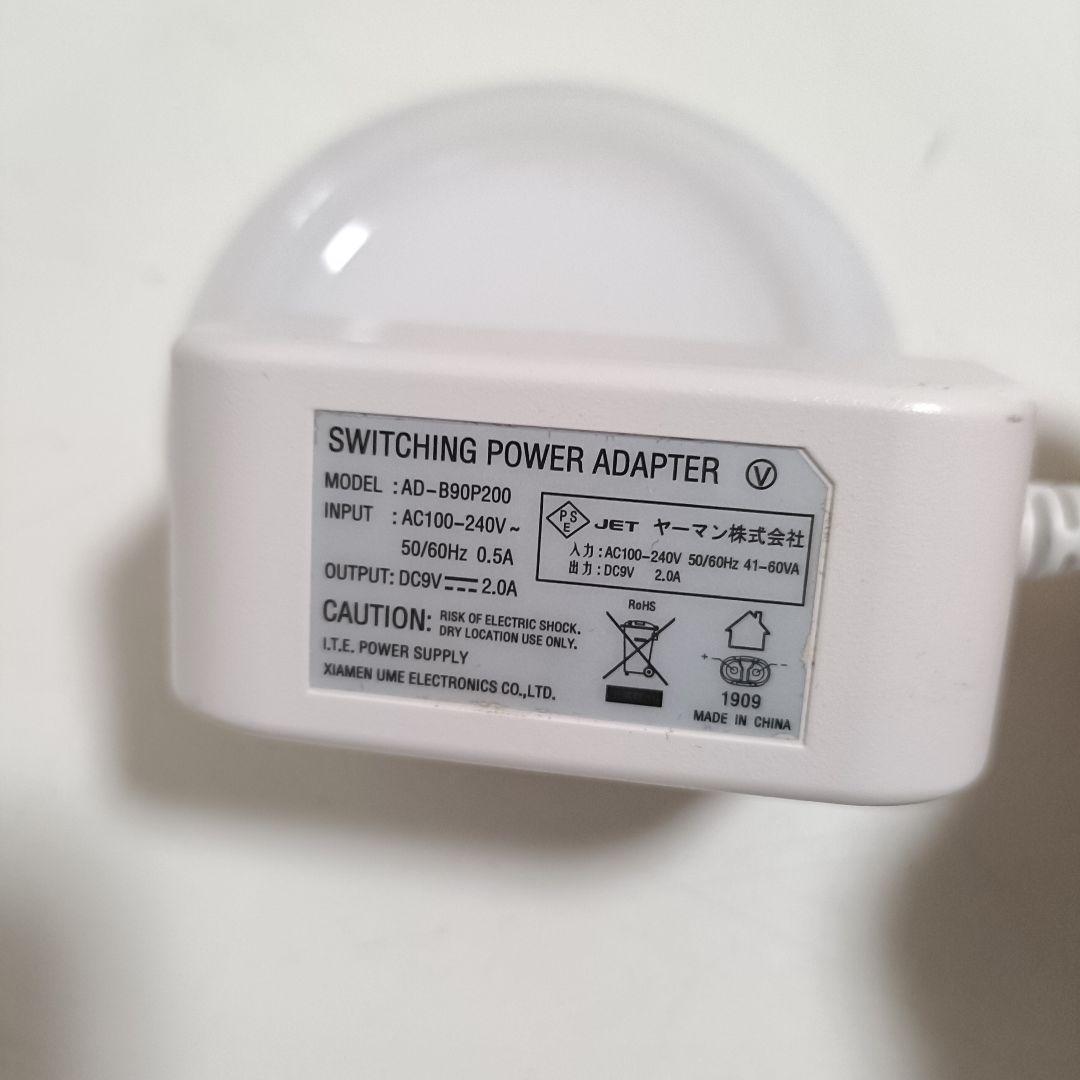 SWITCHING POWER ADAPTER Ⓥ
MODEL :AD-B90P200
INPUT :AC100-240V~
50/60Hz 0.5A
OUTPUT:DC9V⎓2.0A
PSE JET ヤーマン株式会社
入力:AC100-240V 50/60Hz 41-60VA
出力:DC9V 2.0A
CAUTION: RISK OF ELECTRIC SHOCK.
DRY LOCATION USE ONLY.
I.T.E. POWER SUPPLY
XIAMEN UME ELECTRONICS CO.,LTD.
RoHS
+ -
1909
MADE IN CHINA